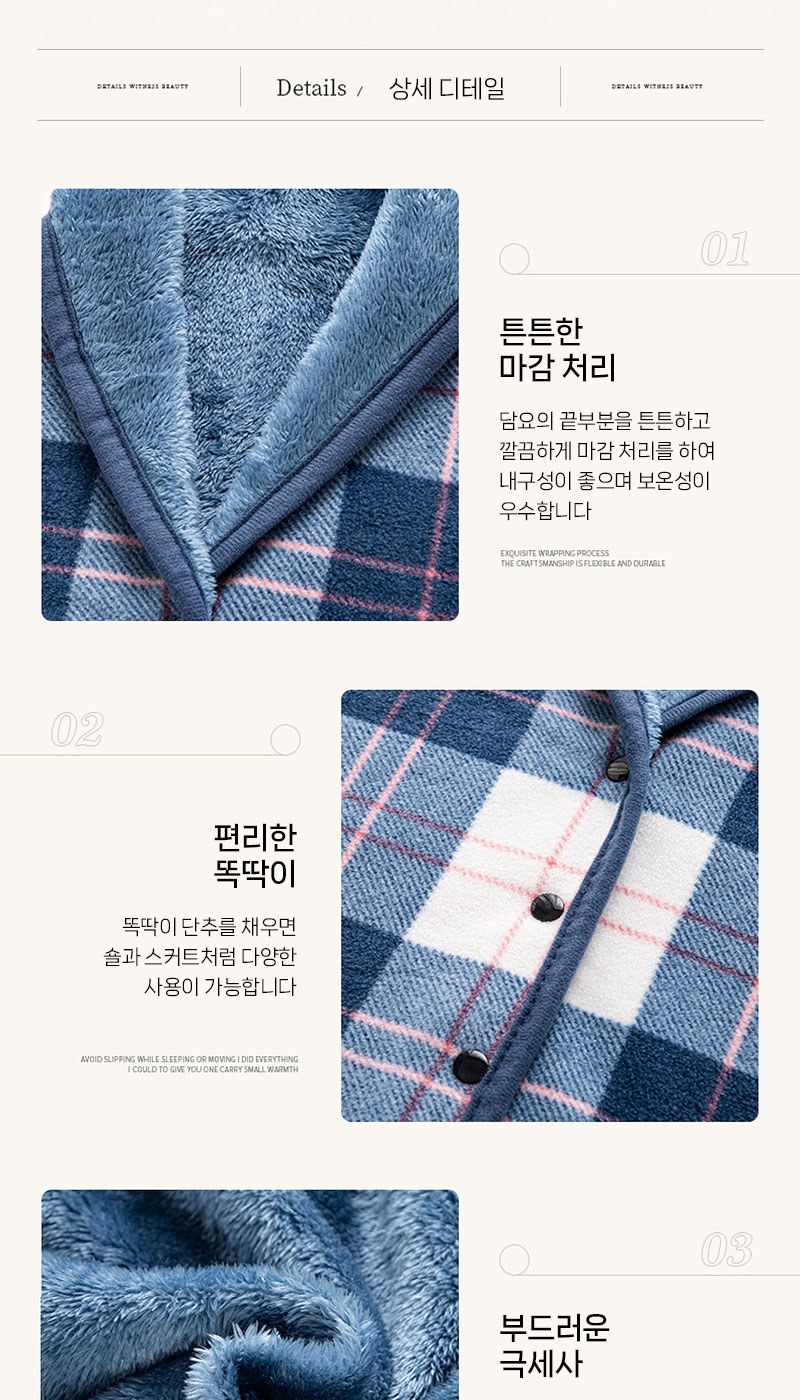 DETAILS WITNESS BEAUTY
Details / 상세 디테일
DETAILS WITNESS BEAUTY
01
튼튼한
마감 처리
담요의 끝부분을 튼튼하고
깔끔하게 마감 처리를 하여
내구성이 좋으며 보온성이
우수합니다
EXQUISITE WRAPPING PROCESS
THE CRAFTSMANSHIP IS FLEXIBLE AND DURABLE
02
편리한
똑딱이
똑딱이 단추를 채우면
숄과 스커트처럼 다양한
사용이 가능합니다
AVOID SLIPPING WHILE SLEEPING OR MOVING I DID EVERYTHING
I COULD TO GIVE YOU ONE CARRY SMALL WARMTH
03
부드러운
극세사